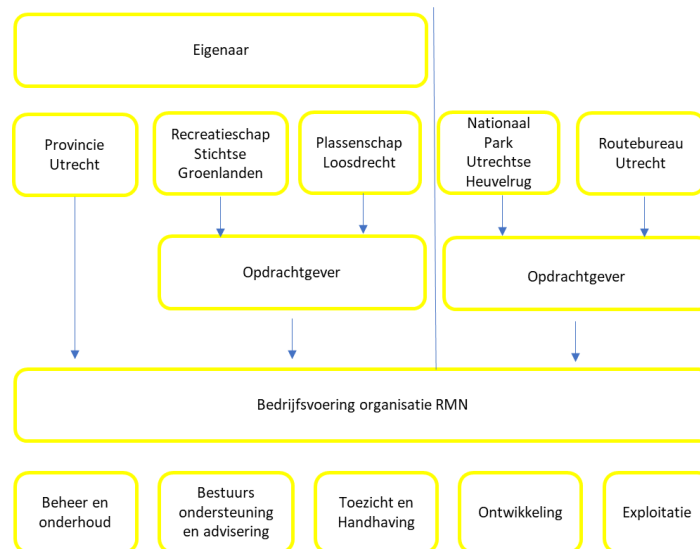 Eigenaar
Provincie
Utrecht
Recreatieschap
Stichtse
Groenlanden
Plassenschap
Loosdrecht
Nationaal
Park
Utrechtse
Heuvelrug
Routebureau
Utrecht
Opdrachtgever
Opdrachtgever
Bedrijfsvoering organisatie RMN
Beheer en
onderhoud
Bestuurs
ondersteuning
en advisering
Toezicht en
Handhaving
Ontwikkeling
Exploitatie